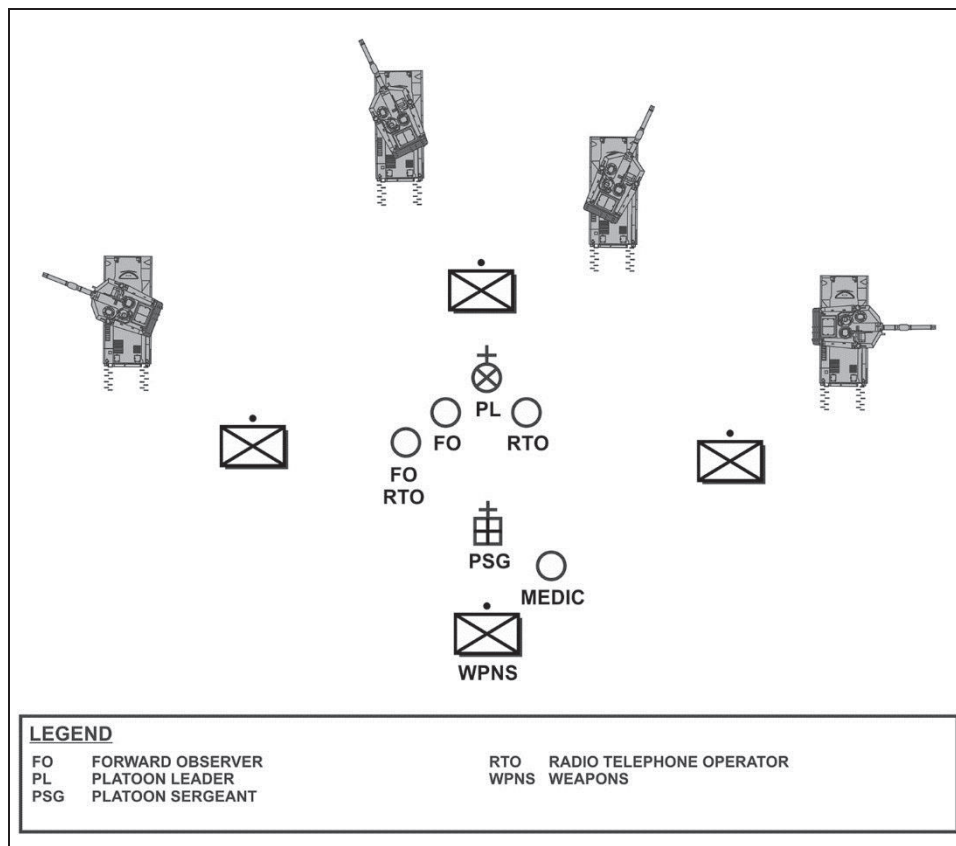 PL
FO
RTO
FO
RTO
PSG
MEDIC
WPNS
LEGEND
FO FORWARD OBSERVER
PL PLATOON LEADER
PSG PLATOON SERGEANT
RTO RADIO TELEPHONE OPERATOR
WPNS WEAPONS